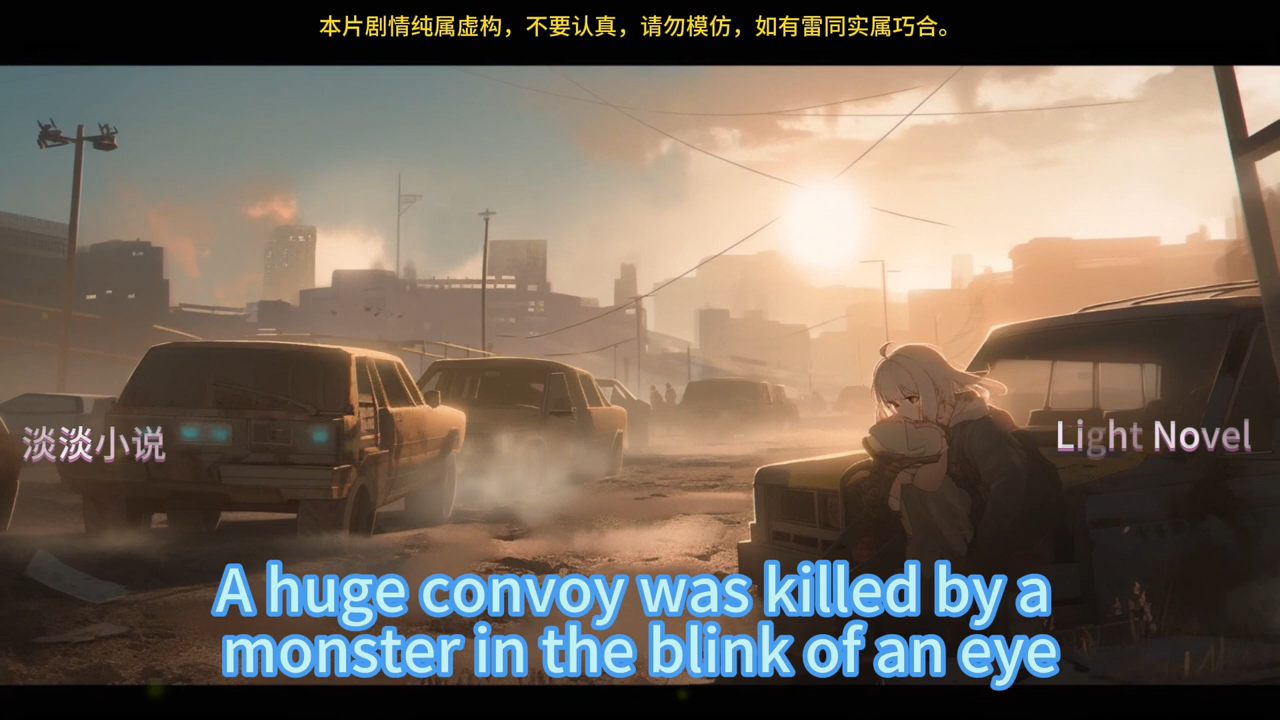 本片剧情纯属虚构，不要认真，请勿模仿，如有雷同实属巧合。
淡淡小说
Light Novel
A huge convoy was killed by a
monster in the blink of an eye